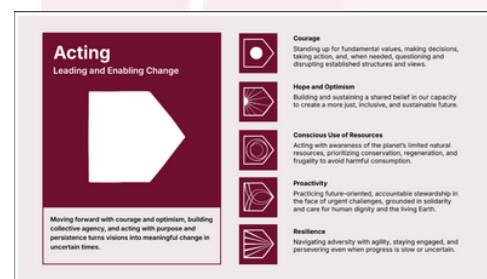 Acting
Leading and Enabling Change
Moving forward with courage and optimism, building
collective agency, and acting with purpose and
persistence turns visions into meaningful change in
uncertain times.
Courage
Standing up for fundamental values, making decisions,
taking action, and, when needed, questioning and
disrupting established structures and views.
Hope and Optimism
Building and sustaining a shared belief in our capacity
to create a more just, inclusive, and sustainable future.
Conscious Use of Resources
Acting with awareness of the planet's limited natural
resources, prioritizing conservation, regeneration, and
frugality to avoid harmful consumption.
Proactivity
Practicing future-oriented, accountable stewardship in
the face of urgent challenges, grounded in solidarity
and care for human dignity and the living Earth.
Resilience
Navigating adversity with agility, staying engaged, and
persevering even when progress is slow or uncertain.